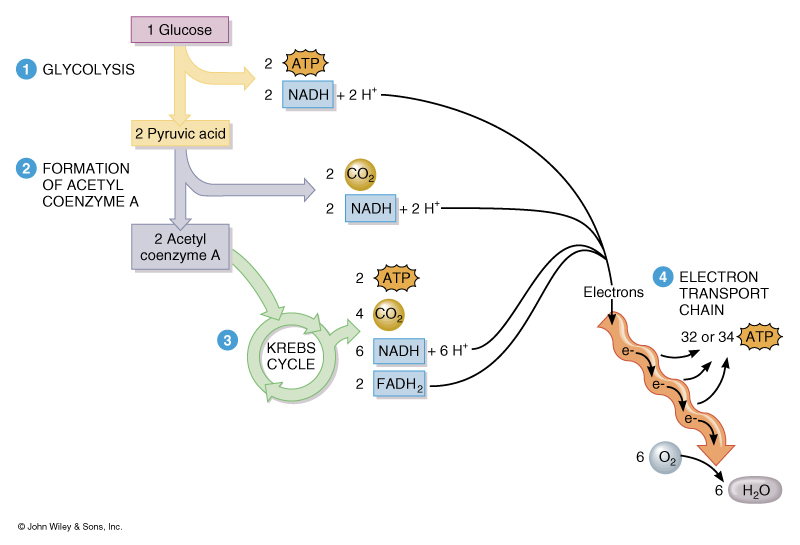 1 Glucose
1 GLYCOLYSIS
2 ATP
2 NADH + 2 H+
2 Pyruvic acid
2 FORMATION
OF ACETYL
COENZYME A
2 CO2
2 NADH + 2 H+
2 Acetyl
coenzyme A
3
KREBS
CYCLE
2 ATP
4 CO2
6 NADH + 6 H+
2 FADH2
Electrons
4 ELECTRON
TRANSPORT
CHAIN
32 or 34 ATP
e-
e-
e-
6 O2
6 H2O
© John Wiley & Sons, Inc.